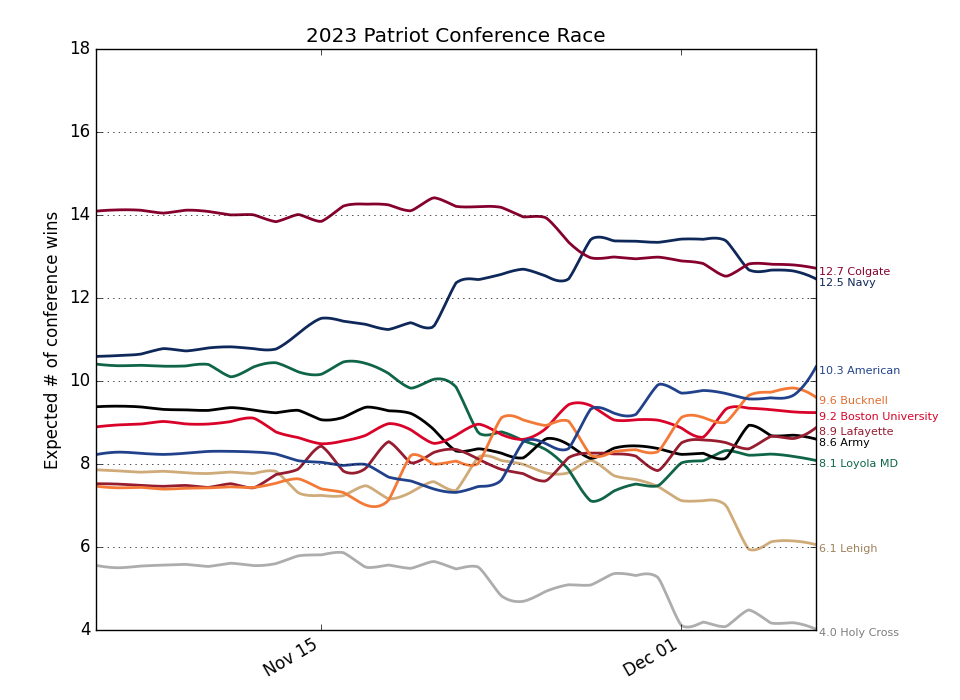 2023 Patriot Conference Race
Expected # of conference wins
18
16
14
12
10
8
6
4
Nov 15
Dec 01
12.7 Colgate
12.5 Navy
10.3 American
9.6 Bucknell
9.2 Boston University
8.9 Lafayette
8.6 Army
8.1 Loyola MD
6.1 Lehigh
4.0 Holy Cross